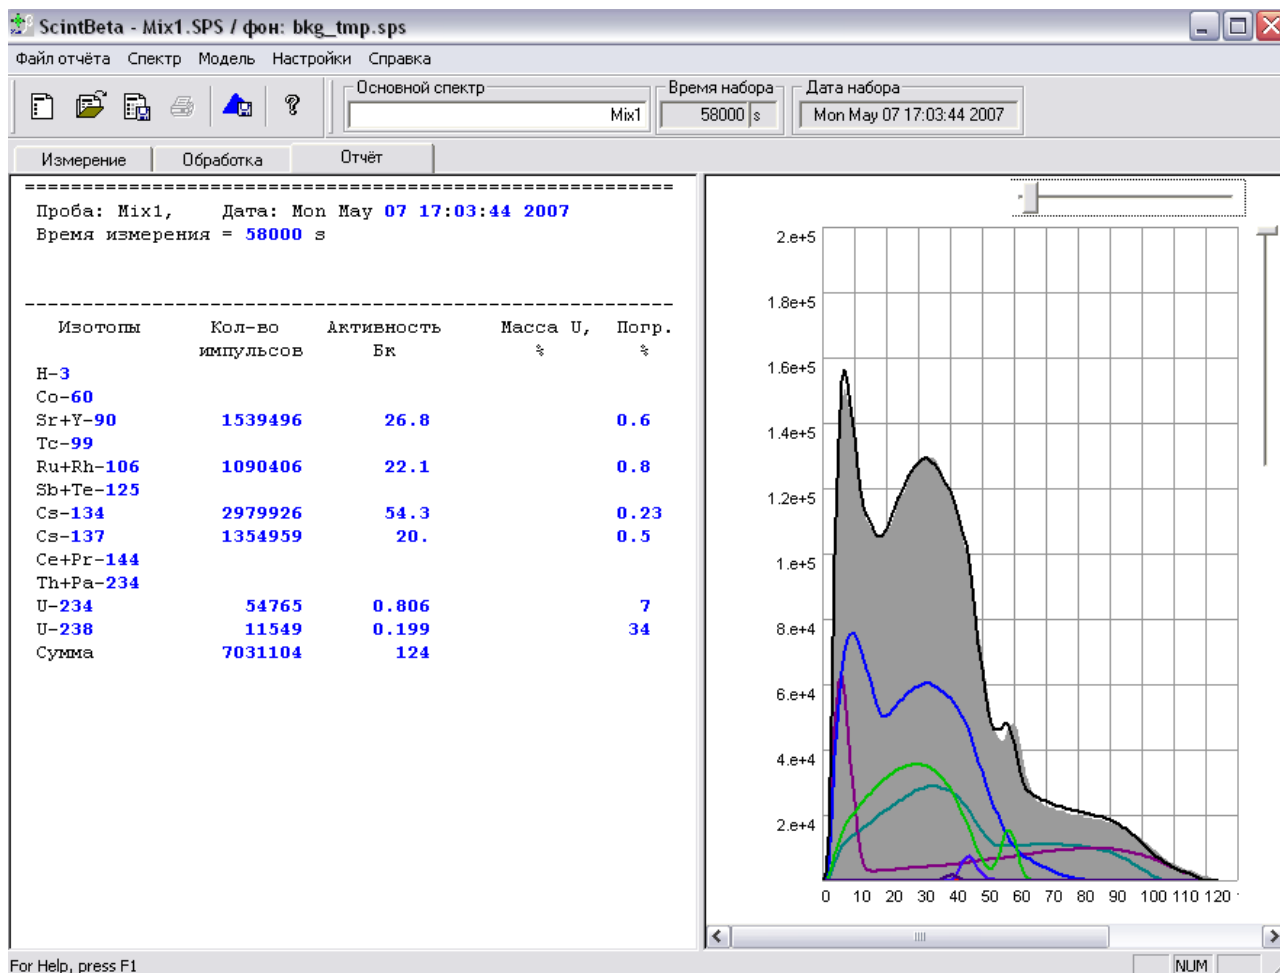 ScintBeta - Mix1.SPS / фон: bkg_tmp.sps
Файл отчёта Спектр Модель Настройки Справка
Основной спектр Время набора Дата набора
Mix1 58000 s Mon May 07 17:03:44 2007
Измерение Обработка Отчёт
============================================================
Проба: Mix1, Дата: Mon May 07 17:03:44 2007
Время измерения = 58000 s
------------------------------------------------------------
Изотопы Кол-во Активность Масса U, Погр.
импульсов Бк % %
H-3
Co-60
Sr+Y-90 1539496 26.8 0.6
Tc-99
Ru+Rh-106 1090406 22.1 0.8
Sb+Te-125
Cs-134 2979926 54.3 0.23
Cs-137 1354959 20. 0.5
Ce+Pr-144
Th+Pa-234
U-234 54765 0.806 7
U-238 11549 0.199 34
Сумма 7031104 124
2.e+5
1.8e+5
1.6e+5
1.4e+5
1.2e+5
1.e+5
8.e+4
6.e+4
4.e+4
2.e+4
0 10 20 30 40 50 60 70 80 90 100 110 120
For Help, press F1 NUM